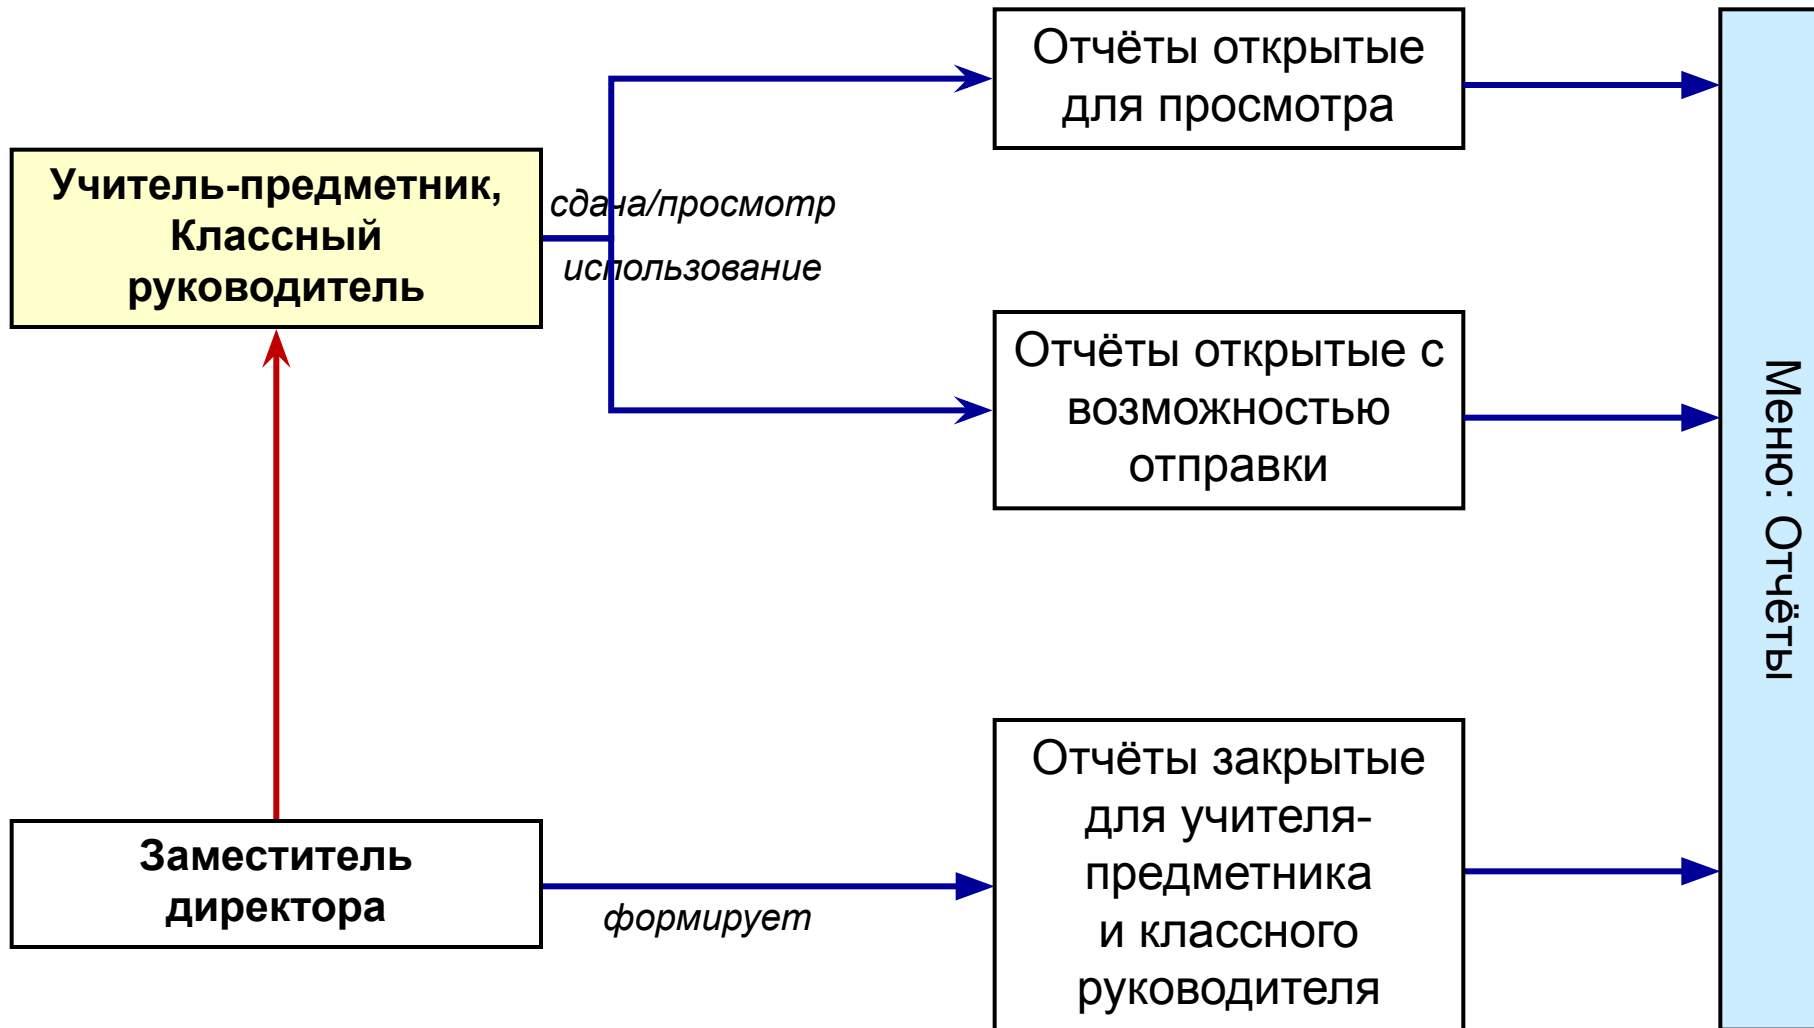 Отчёты открытые
для просмотра
Учитель-предметник,
Классный
руководитель
сдача/просмотр
использование
Отчёты открытые с
возможностью
отправки
Меню: Отчёты
Заместитель
директора
формирует
Отчёты закрытые
для учителя-
предметника
и классного
руководителя